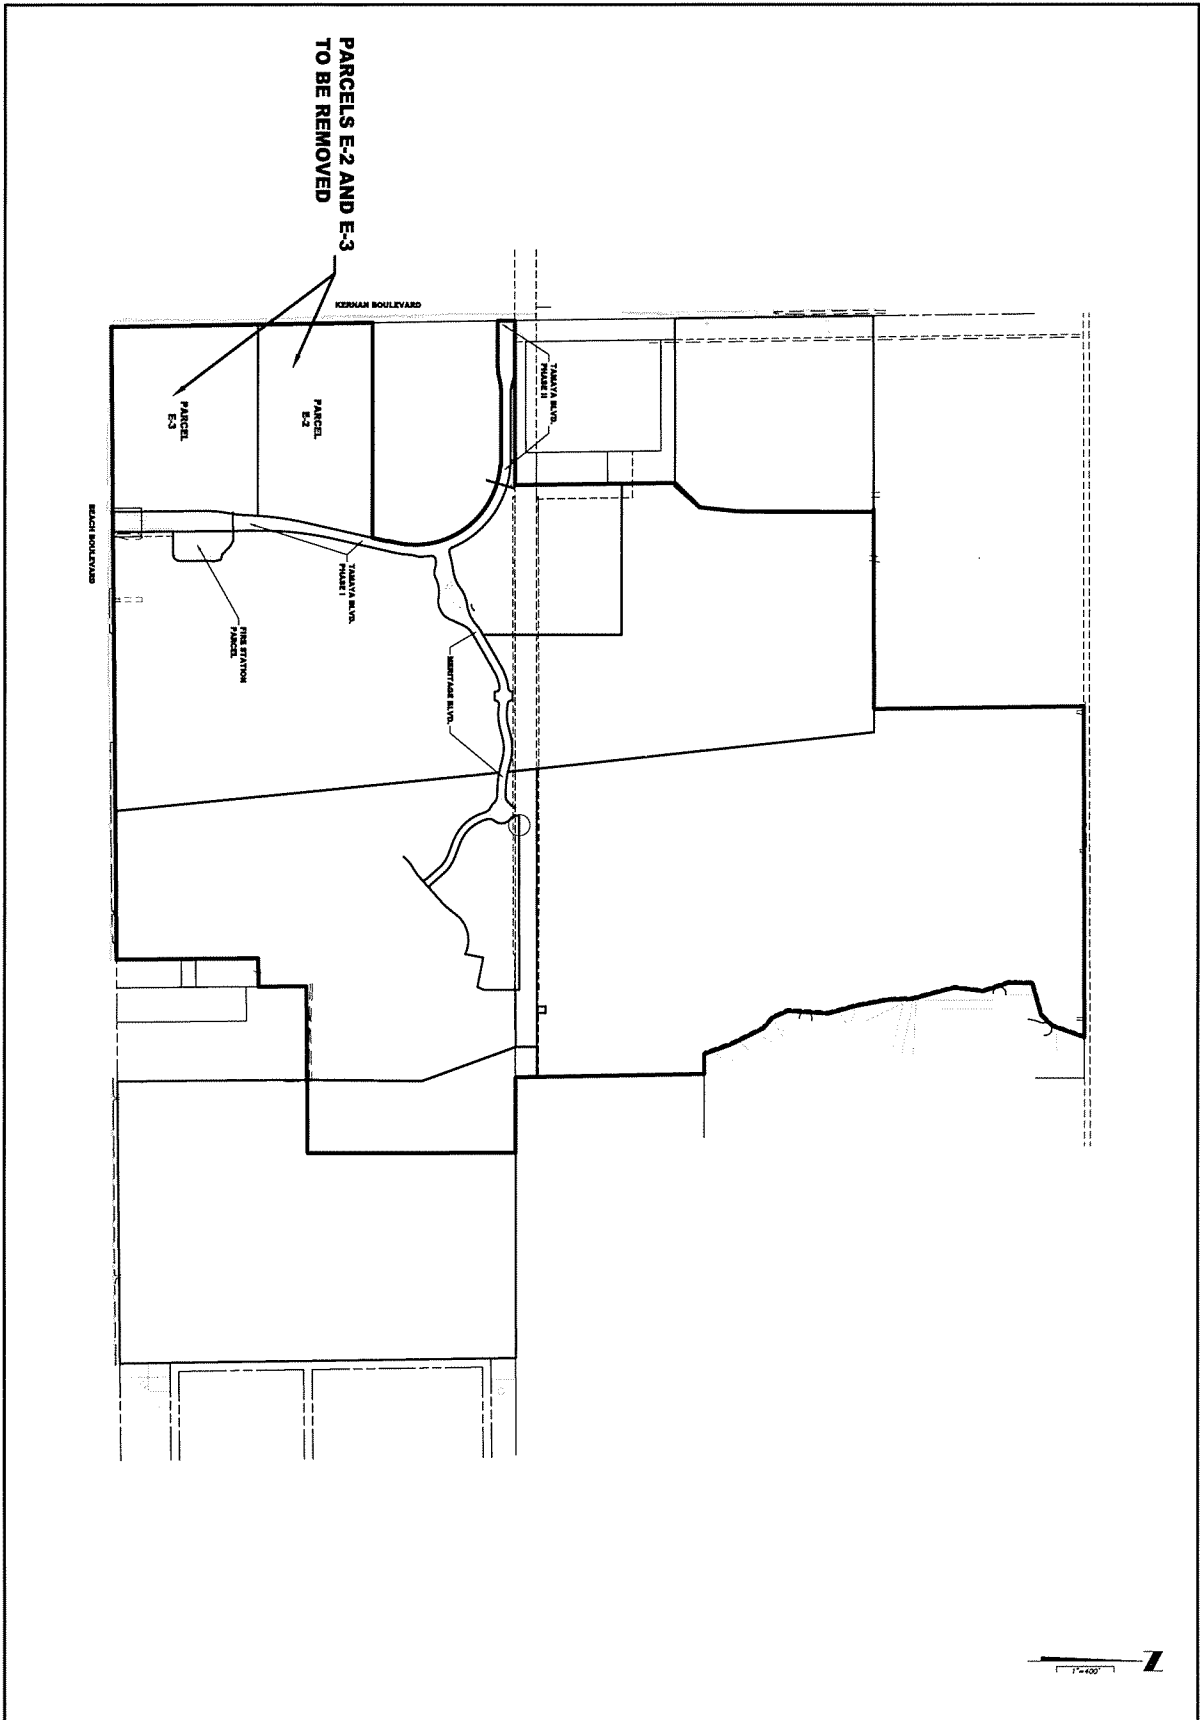 PARCELS E-2 AND E-3
TO BE REMOVED
KERNAN BOULEVARD
TAMAYA BLVD.
PHASE II
PARCEL
E-2
PARCEL
E-3
BEACH BOULEVARD
TAMAYA BLVD.
PHASE I
FIRE STATION
PARCEL
MERITAGE BLVD.
1"=400'
Z